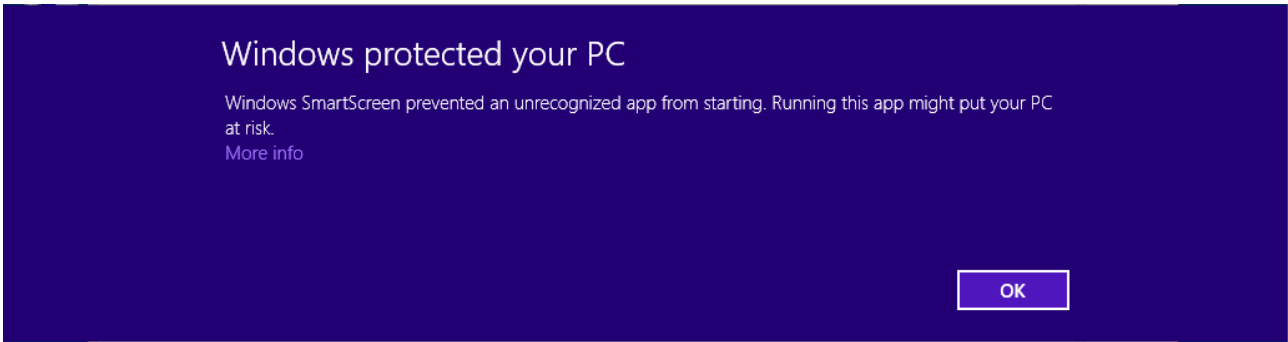 Windows protected your PC
Windows SmartScreen prevented an unrecognized app from starting. Running this app might put your PC
at risk.
More info
OK